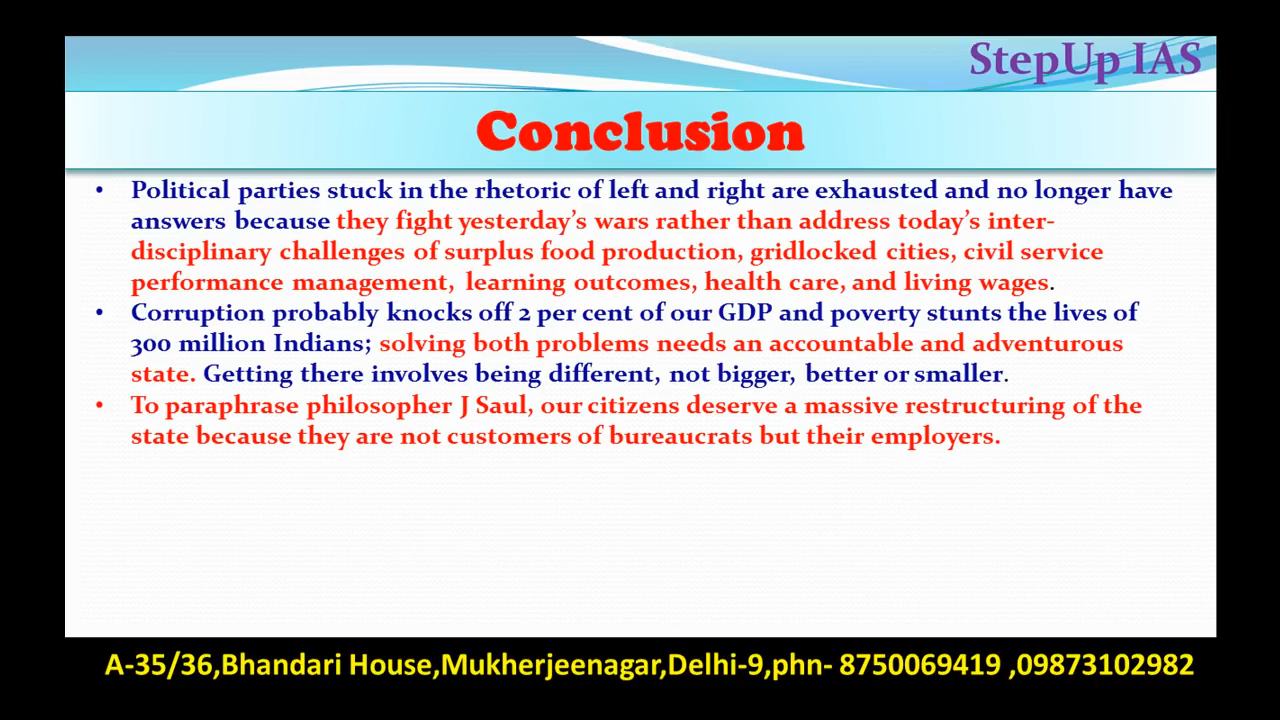 StepUp IAS
Conclusion
• Political parties stuck in the rhetoric of left and right are exhausted and no longer have
answers because they fight yesterday's wars rather than address today's inter-
disciplinary challenges of surplus food production, gridlocked cities, civil service
performance management, learning outcomes, health care, and living wages.
• Corruption probably knocks off 2 per cent of our GDP and poverty stunts the lives of
300 million Indians; solving both problems needs an accountable and adventurous
state. Getting there involves being different, not bigger, better or smaller.
• To paraphrase philosopher J Saul, our citizens deserve a massive restructuring of the
state because they are not customers of bureaucrats but their employers.
A-35/36,Bhandari House,Mukherjeenagar,Delhi-9,phn- 8750069419 ,09873102982